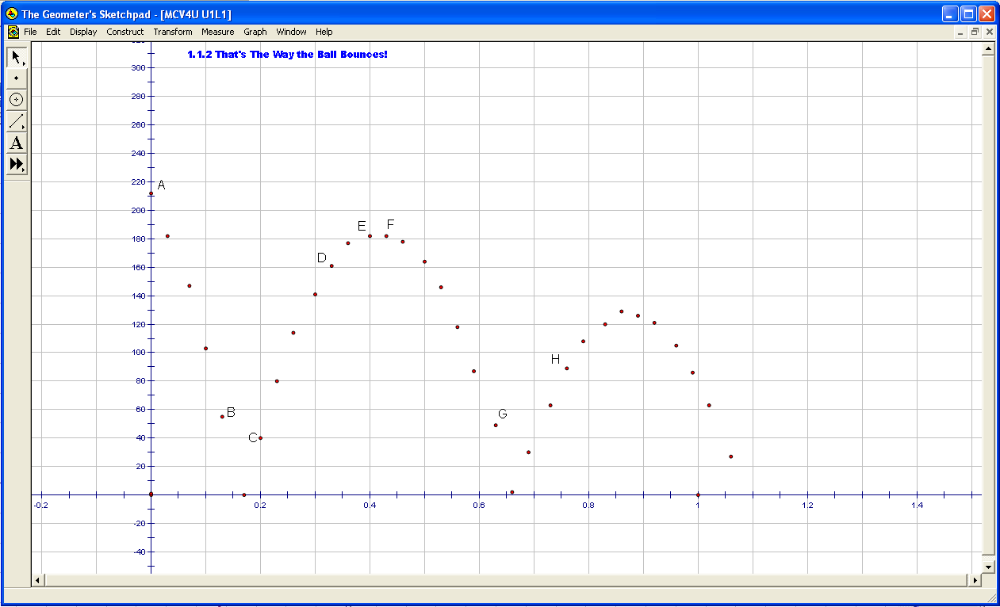 The Geometer's Sketchpad - [MCV4U U1L1]
File Edit Display Construct Transform Measure Graph Window Help
1.1.2 That's The Way the Ball Bounces!
300
280
260
240
220
A
200
180
E F
160
D
140
120
100
H
80
60
B
G
40
C
20
-0.2 0.2 0.4 0.6 0.8 1 1.2 1.4
-20
-40
A